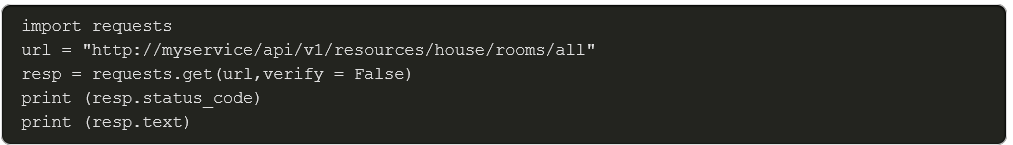 import requests
url = "http://myservice/api/v1/resources/house/rooms/all"
resp = requests.get(url,verify = False)
print (resp.status_code)
print (resp.text)